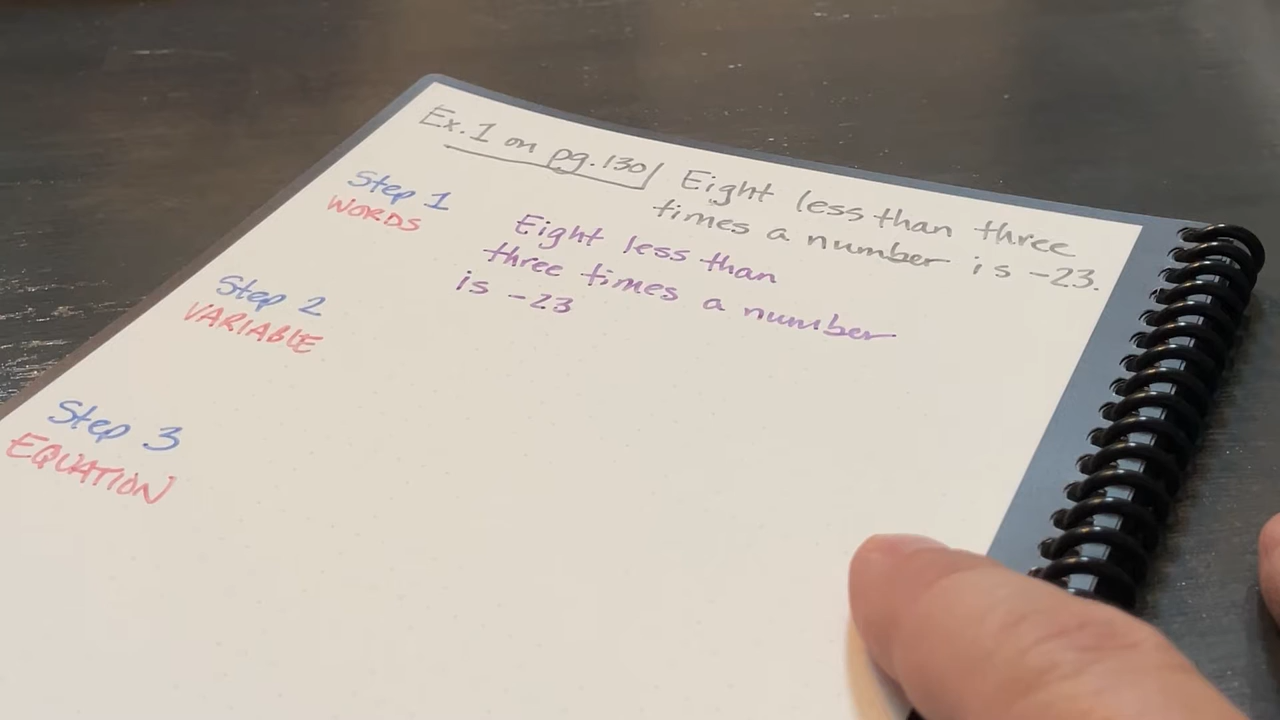 Ex. 1 on pg. 130/ Eight less than three
times a number is -23.
Step 1
WORDS
Eight less than
three times a number
is -23
Step 2
VARIABLE
Step 3
EQUATION